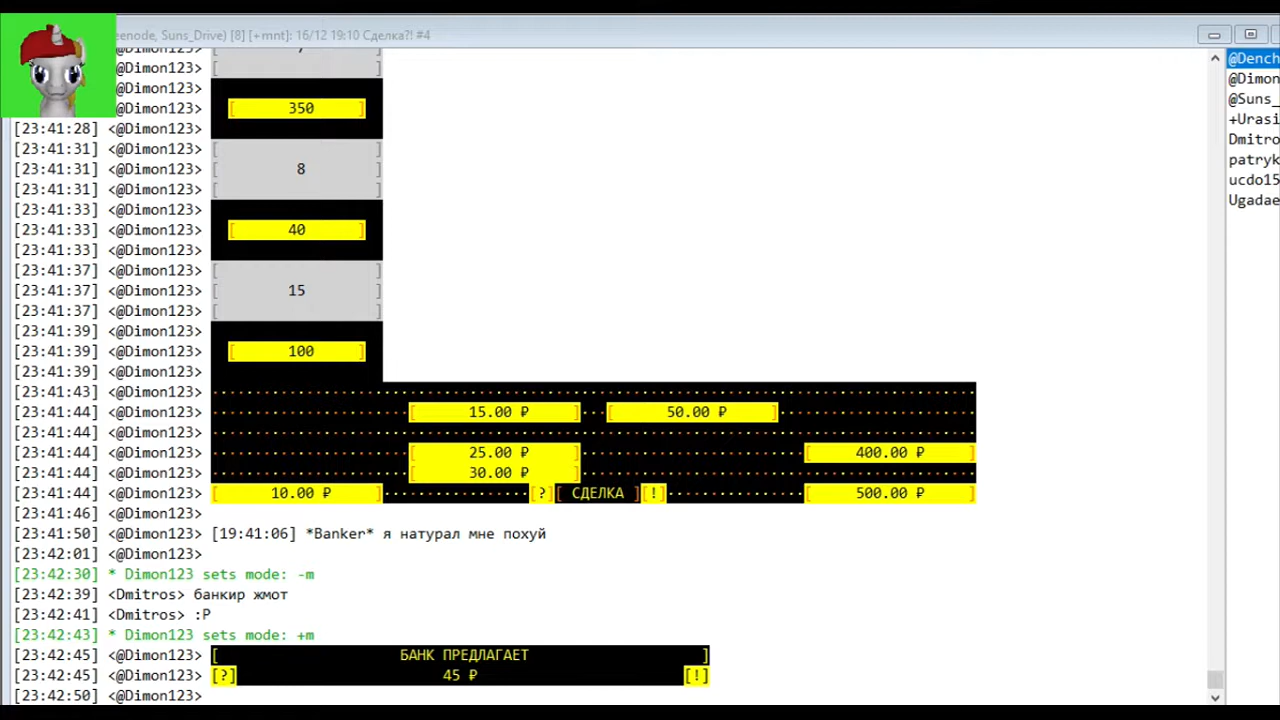 eenode, Suns_Drive) [8] [+mnt]: 16/12 19:10 Сделка?! #4
<@Dimon123> [ ]
<@Dimon123>
<@Dimon123> [ 350 ]
[23:41:28] <@Dimon123>
[23:41:31] <@Dimon123> [ ]
[23:41:31] <@Dimon123> [ 8 ]
[23:41:31] <@Dimon123> [ ]
[23:41:33] <@Dimon123>
[23:41:33] <@Dimon123> [ 40 ]
[23:41:33] <@Dimon123>
[23:41:37] <@Dimon123> [ ]
[23:41:37] <@Dimon123> [ 15 ]
[23:41:37] <@Dimon123> [ ]
[23:41:39] <@Dimon123>
[23:41:39] <@Dimon123> [ 100 ]
[23:41:39] <@Dimon123>
[23:41:43] <@Dimon123>
[23:41:44] <@Dimon123> [ 15.00 ₽ ] [ 50.00 ₽ ]
[23:41:44] <@Dimon123>
[23:41:44] <@Dimon123> [ 25.00 ₽ ] [ 400.00 ₽ ]
[23:41:44] <@Dimon123> [ 30.00 ₽ ]
[23:41:44] <@Dimon123> [ 10.00 ₽ ] [?][ СДЕЛКА ][!] [ 500.00 ₽ ]
[23:41:46] <@Dimon123>
[23:41:50] <@Dimon123> [19:41:06] *Banker* я натурал мне похуй
[23:42:01] <@Dimon123>
[23:42:30] * Dimon123 sets mode: -m
[23:42:39] <Dmitros> банкир жмот
[23:42:41] <Dmitros> :P
[23:42:43] * Dimon123 sets mode: +m
[23:42:45] <@Dimon123> [ БАНК ПРЕДЛАГАЕТ ]
[23:42:45] <@Dimon123> [?] 45 ₽ [!]
[23:42:50] <@Dimon123>
@Dench
@Dimon
@Suns_
+Urasi
Dmitro
patryk
ucdo15
Ugadae